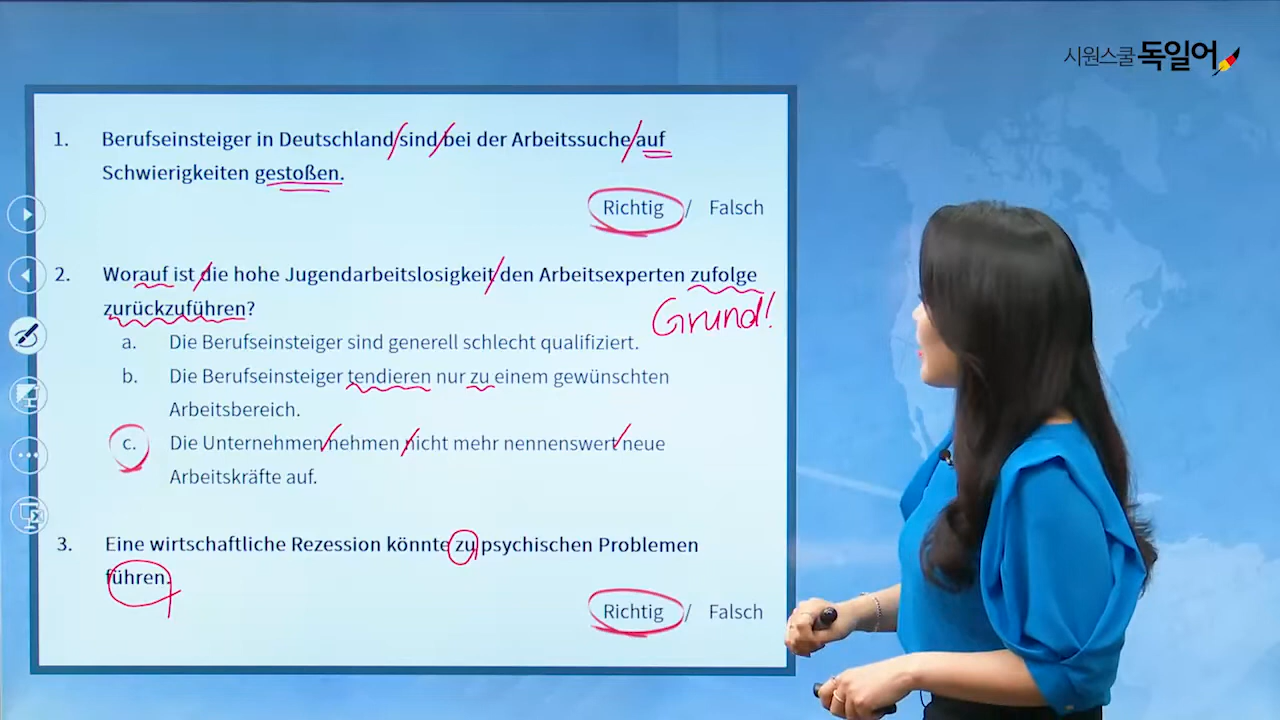 시원스쿨 독일어
1. Berufseinsteiger in Deutschland sind bei der Arbeitssuche auf
Schwierigkeiten gestoßen.
Richtig / Falsch
2. Worauf ist die hohe Jugendarbeitslosigkeit den Arbeitsexperten zufolge
zurückzuführen?
Grund!
a. Die Berufseinsteiger sind generell schlecht qualifiziert.
b. Die Berufseinsteiger tendieren nur zu einem gewünschten
Arbeitsbereich.
c. Die Unternehmen nehmen nicht mehr nennenswert neue
Arbeitskräfte auf.
3. Eine wirtschaftliche Rezession könnte zu psychischen Problemen
führen.
Richtig / Falsch